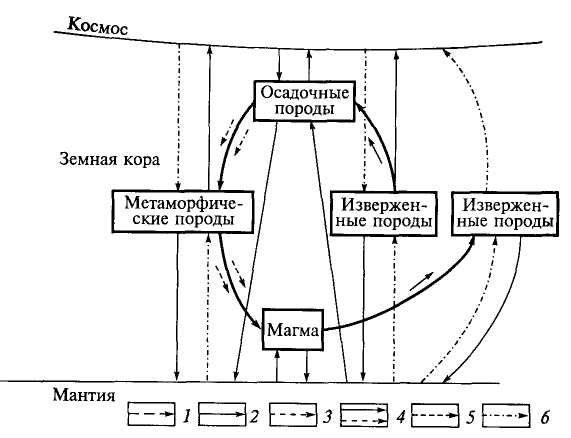 Космос
Осадочные
породы
Земная кора
Метаморфиче-
ские породы
Извержен-
ные породы
Извержен-
ные породы
Магма
Мантия
1
2
3
4
5
6